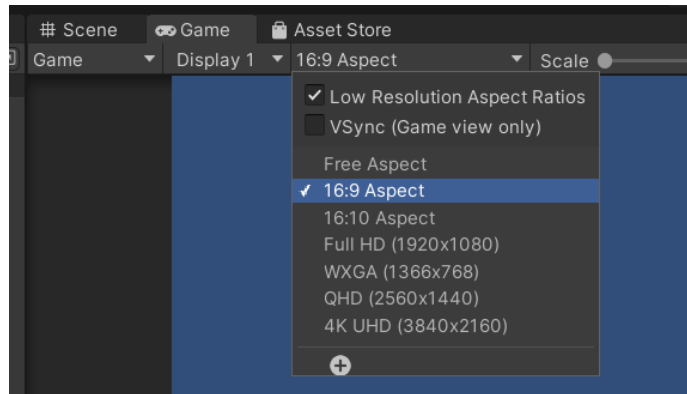 Scene Game Asset Store
Game Display 1 16:9 Aspect Scale
Low Resolution Aspect Ratios
VSync (Game view only)
Free Aspect
16:9 Aspect
16:10 Aspect
Full HD (1920x1080)
WXGA (1366x768)
QHD (2560x1440)
4K UHD (3840x2160)